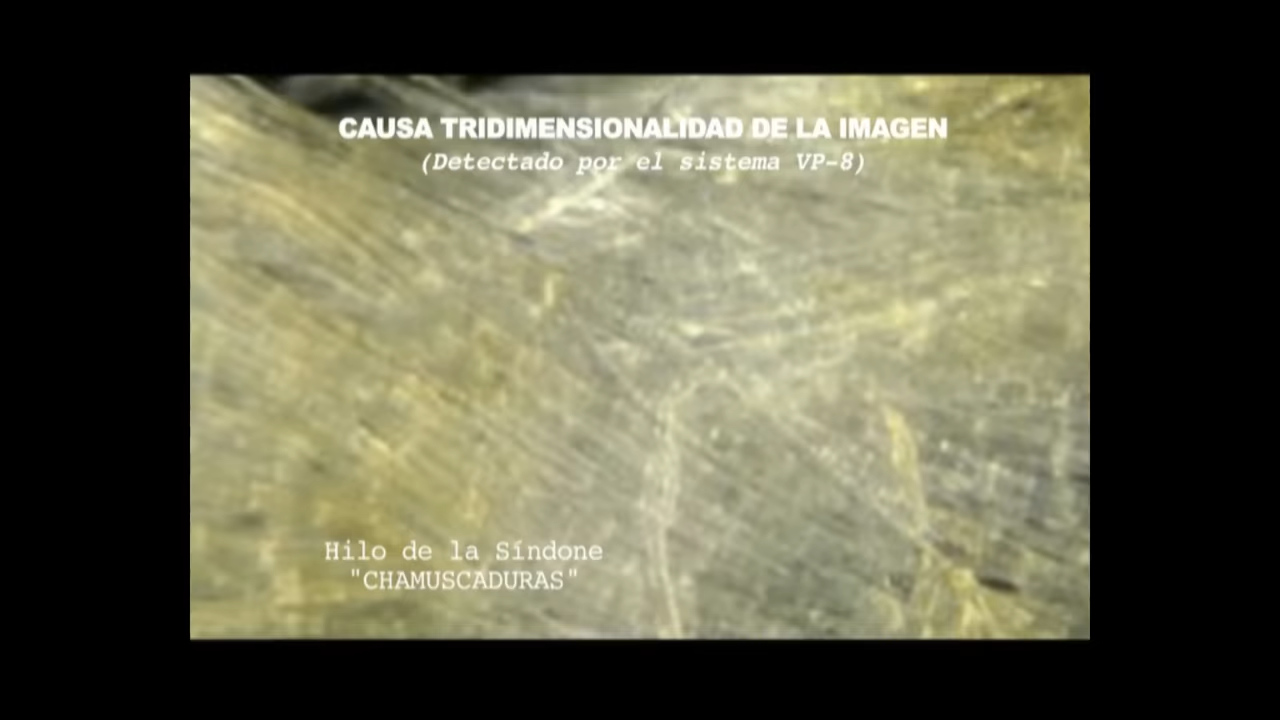 CAUSA TRIDIMENSIONALIDAD DE LA IMAGEN
(Detectado por el sistema VP-8)
Hilo de la Síndone
"CHAMUSCADURAS"